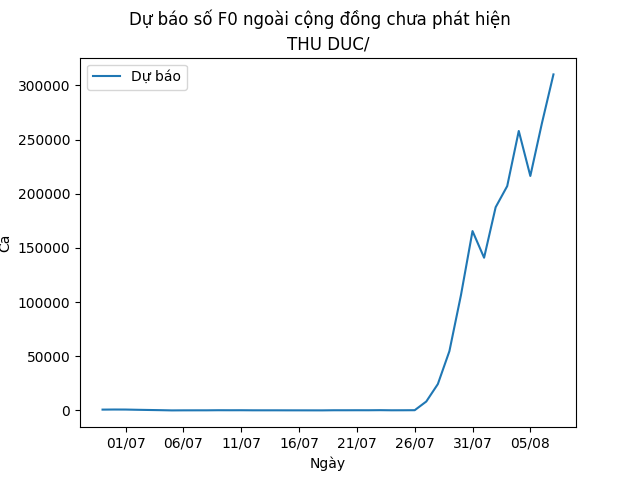 Dự báo số F0 ngoài cộng đồng chưa phát hiện
THU DUC/
Dự báo
300000
250000
200000
150000
100000
50000
0
Ca
01/07 06/07 11/07 16/07 21/07 26/07 31/07 05/08
Ngày